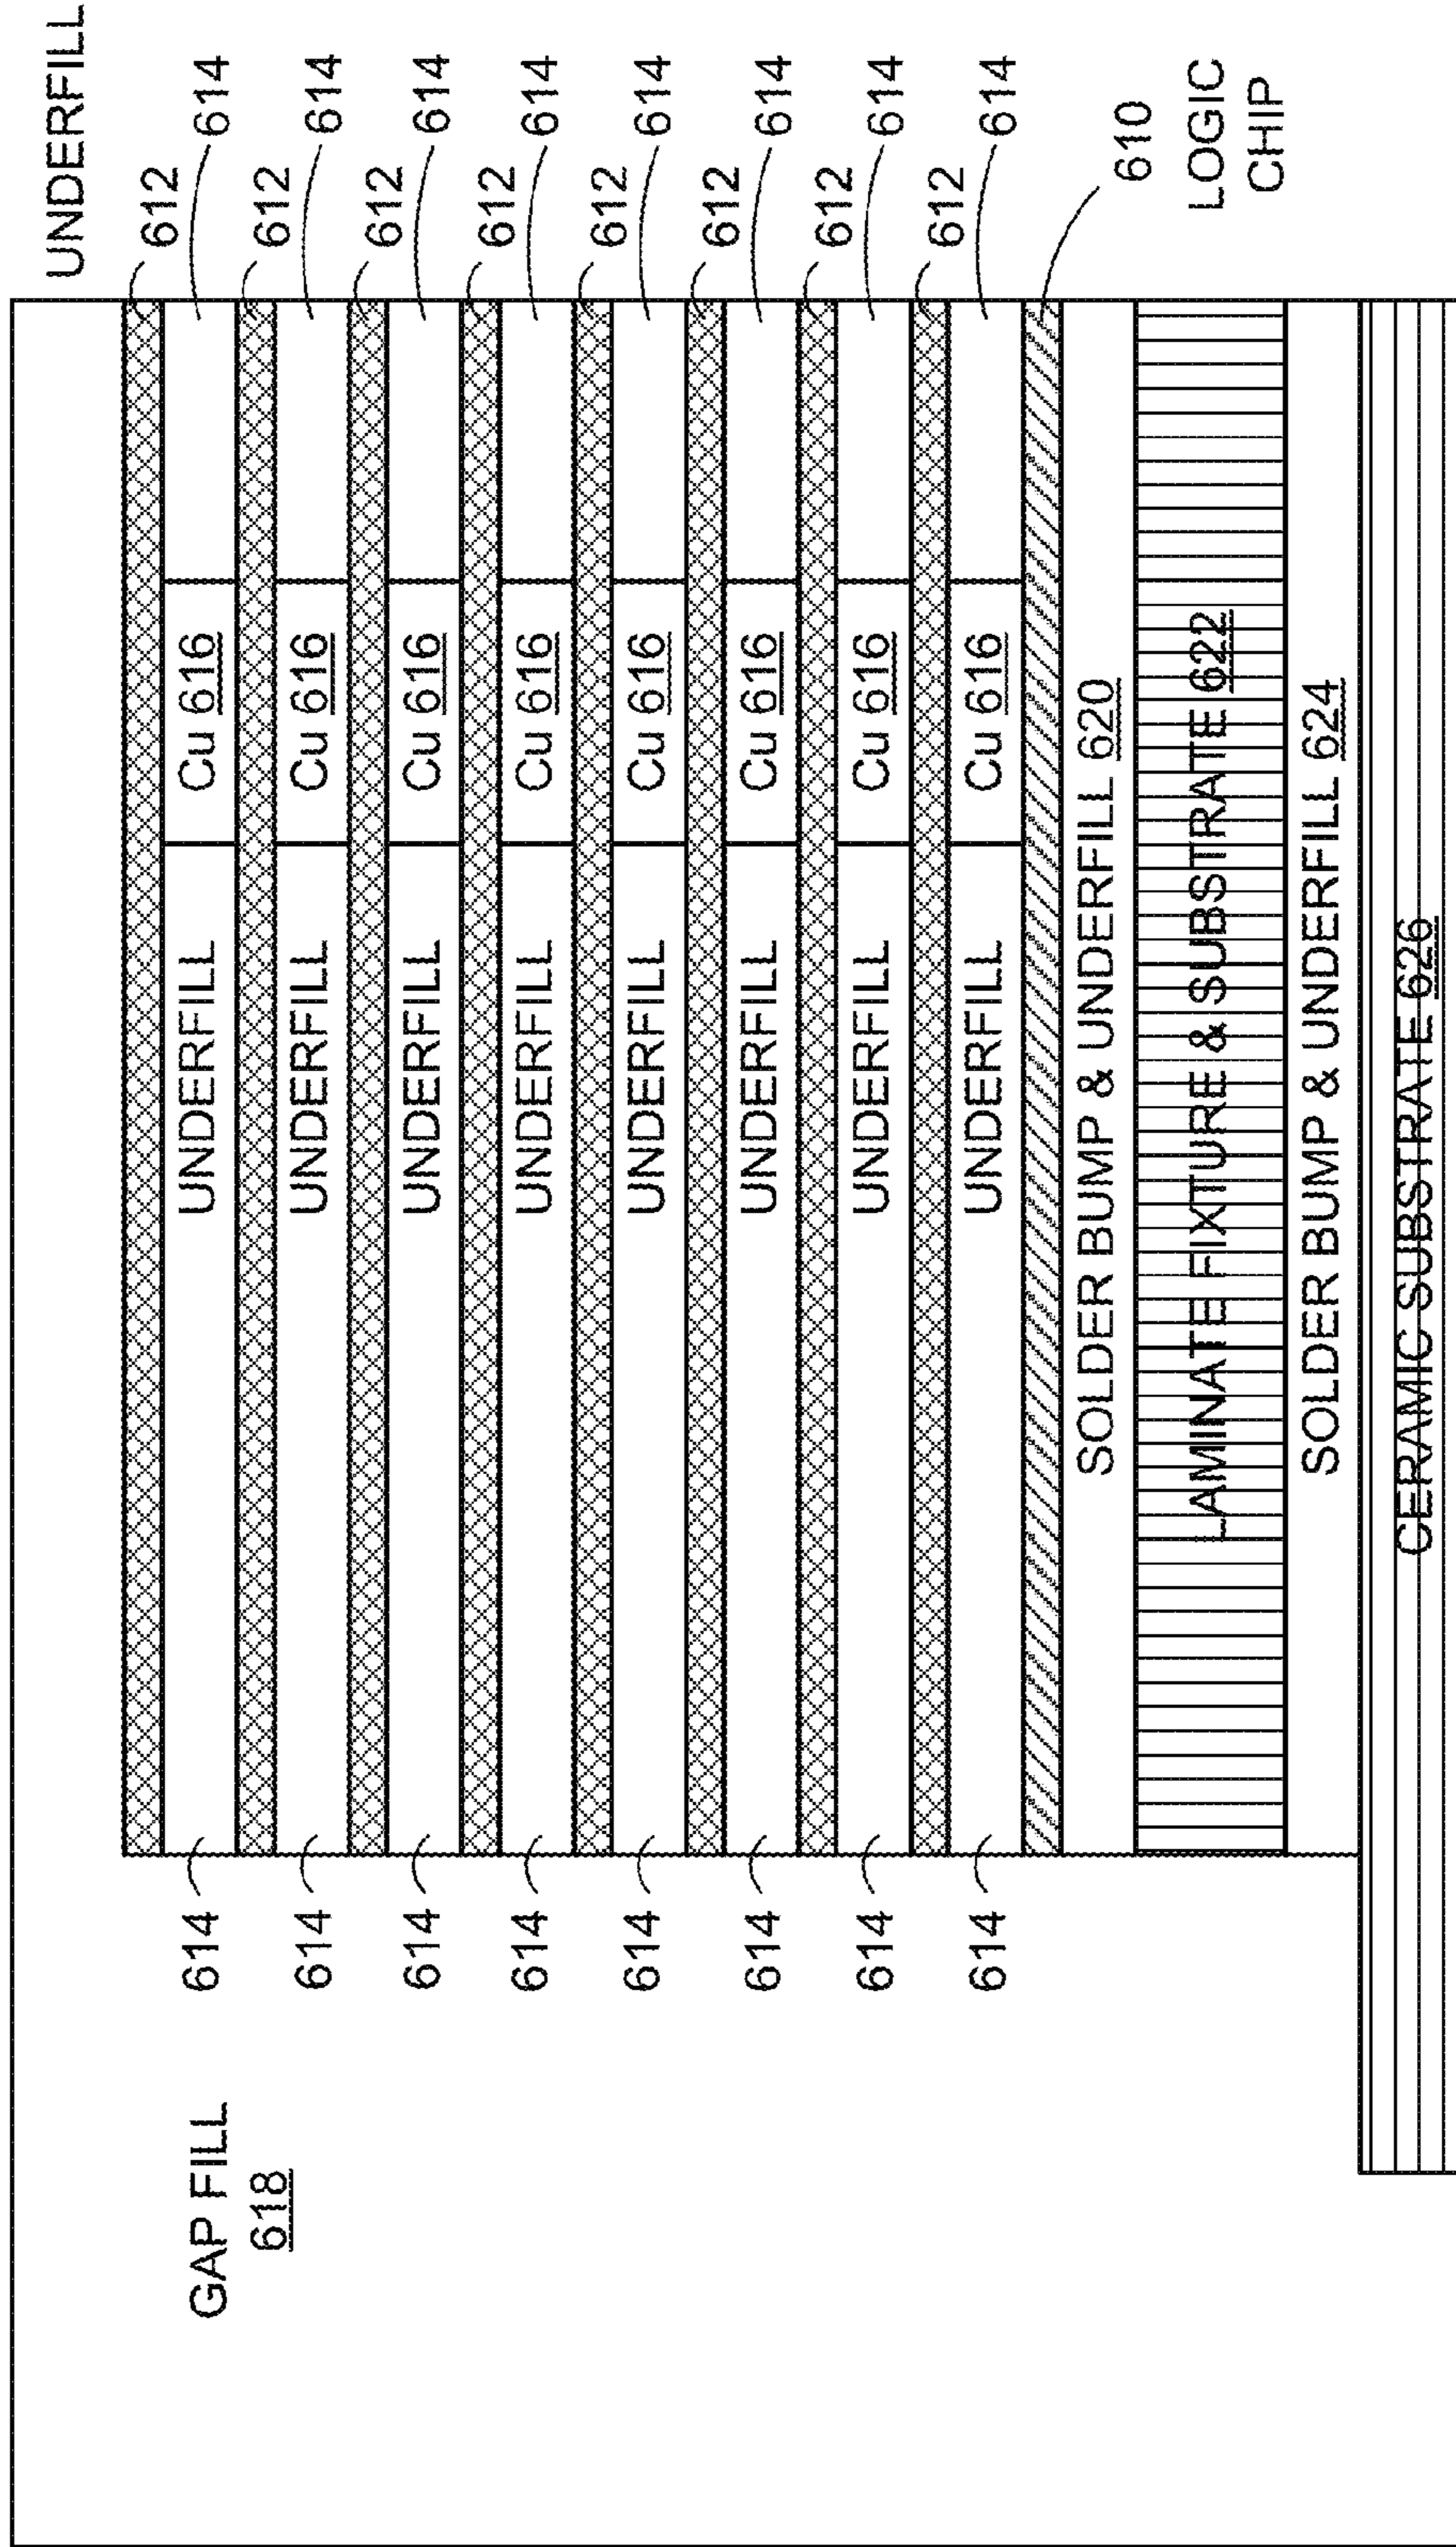 UNDERFILL
612
GAP FILL 614 UNDERFILL Cu 616 614
618 612
614 UNDERFILL Cu 616 614
612
614 UNDERFILL Cu 616 614
612
614 UNDERFILL Cu 616 614
612
614 UNDERFILL Cu 616 614
612
614 UNDERFILL Cu 616 614
612
614 UNDERFILL Cu 616 614
612
614 UNDERFILL Cu 616 614
SOLDER BUMP & UNDERFILL 620
610
LAMINATE FIXTURE & SUBSTRATE 622
LOGIC
CHIP
SOLDER BUMP & UNDERFILL 624
CERAMIC SUBSTRATE 626